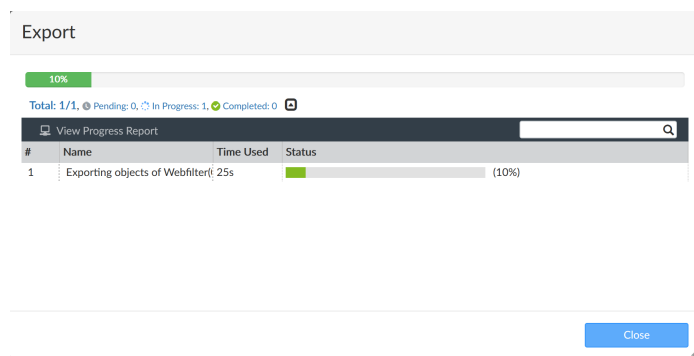 Export
10%
Total: 1/1, Pending: 0, In Progress: 1, Completed: 0
View Progress Report
# Name Time Used Status
1 Exporting objects of Webfilter( 25s (10%)
Close